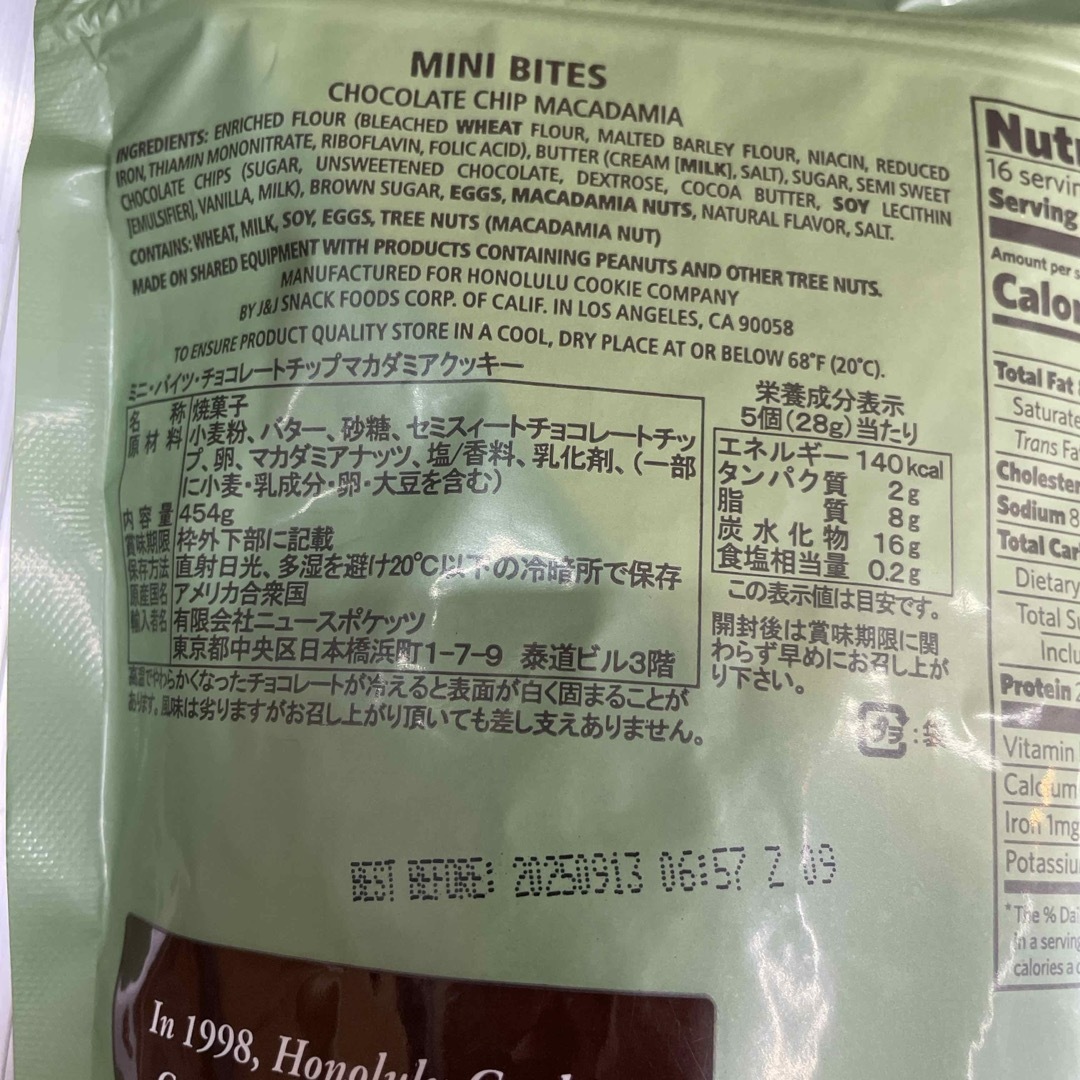 MINI BITES
CHOCOLATE CHIP MACADAMIA
INGREDIENTS: ENRICHED FLOUR (BLEACHED WHEAT FLOUR, MALTED BARLEY FLOUR, NIACIN, REDUCED
IRON, THIAMIN MONONITRATE, RIBOFLAVIN, FOLIC ACID), BUTTER (CREAM [MILK], SALT), SUGAR, SEMI SWEET
CHOCOLATE CHIPS (SUGAR, UNSWEETENED CHOCOLATE, DEXTROSE, COCOA BUTTER, SOY LECITHIN
[EMULSIFIER], VANILLA, MILK), BROWN SUGAR, EGGS, MACADAMIA NUTS, NATURAL FLAVOR, SALT.
CONTAINS: WHEAT, MILK, SOY, EGGS, TREE NUTS (MACADAMIA NUT)
MADE ON SHARED EQUIPMENT WITH PRODUCTS CONTAINING PEANUTS AND OTHER TREE NUTS.
MANUFACTURED FOR HONOLULU COOKIE COMPANY
BY J&J SNACK FOODS CORP. OF CALIF. IN LOS ANGELES, CA 90058
TO ENSURE PRODUCT QUALITY STORE IN A COOL, DRY PLACE AT OR BELOW 68°F (20°C).
ミニ・バイツ・チョコレートチップマカダミアクッキー
名称 焼菓子
原材料 小麦粉、バター、砂糖、セミスィートチョコレートチッ
プ、卵、マカダミアナッツ、塩/香料、乳化剤、(一部
に小麦・乳成分・卵・大豆を含む)
内容量 454g
賞味期限 枠外下部に記載
保存方法 直射日光、多湿を避け20℃以下の冷暗所で保存
原産国名 アメリカ合衆国
輸入者名 有限会社ニュースポケッツ
東京都中央区日本橋浜町1-7-9 泰道ビル3階
高温でやわらかくなったチョコレートが冷えると表面が白く固まることが
あります。風味は劣りますがお召し上がり頂いても差し支えありません。
栄養成分表示
5個(28g)当たり
エネルギー 140kcal
タンパク質 2g
脂質 8g
炭水化物 16g
食塩相当量 0.2g
この表示値は目安です。
開封後は賞味期限に関
わらず早めにお召し上が
り下さい。
プラ:袋
BEST BEFORE: 20250913 06:57 Z 09
In 1998, Honolulu
Nutr
16 servin
Serving
Amount per s
Calor
Total Fat
Saturate
Trans Fa
Cholester
Sodium 8
Total Car
Dietary
Total Su
Inclu
Protein 2
Vitamin
Calcium
Iron 1mg
Potassiu
*The % Dai
in a serving
calories a d